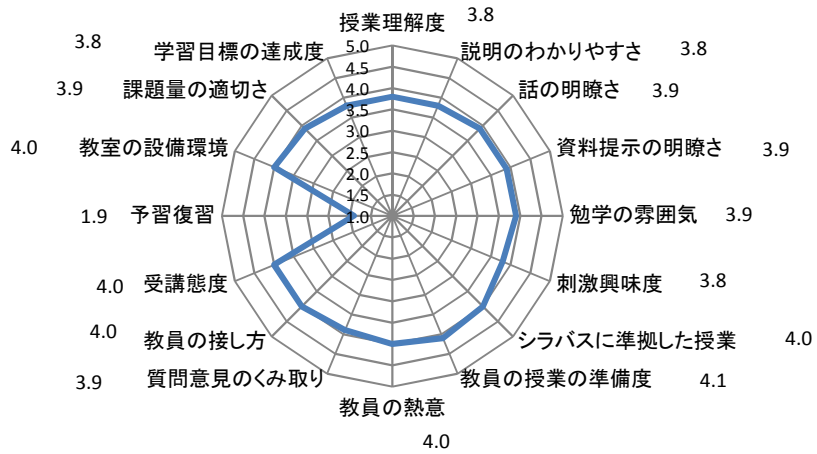 授業理解度 3.8
説明のわかりやすさ 3.8
話の明瞭さ 3.9
資料提示の明瞭さ 3.9
勉学の雰囲気 3.9
刺激興味度 3.8
シラバスに準拠した授業 4.0
教員の授業の準備度 4.1
教員の熱意
4.0
質問意見のくみ取り
3.9
教員の接し方
4.0
受講態度
4.0
1.9 予習復習
4.0 教室の設備環境
3.9 課題量の適切さ
3.8 学習目標の達成度
5.0
4.5
4.0
3.5
3.0
2.5
2.0
1.5
1.0